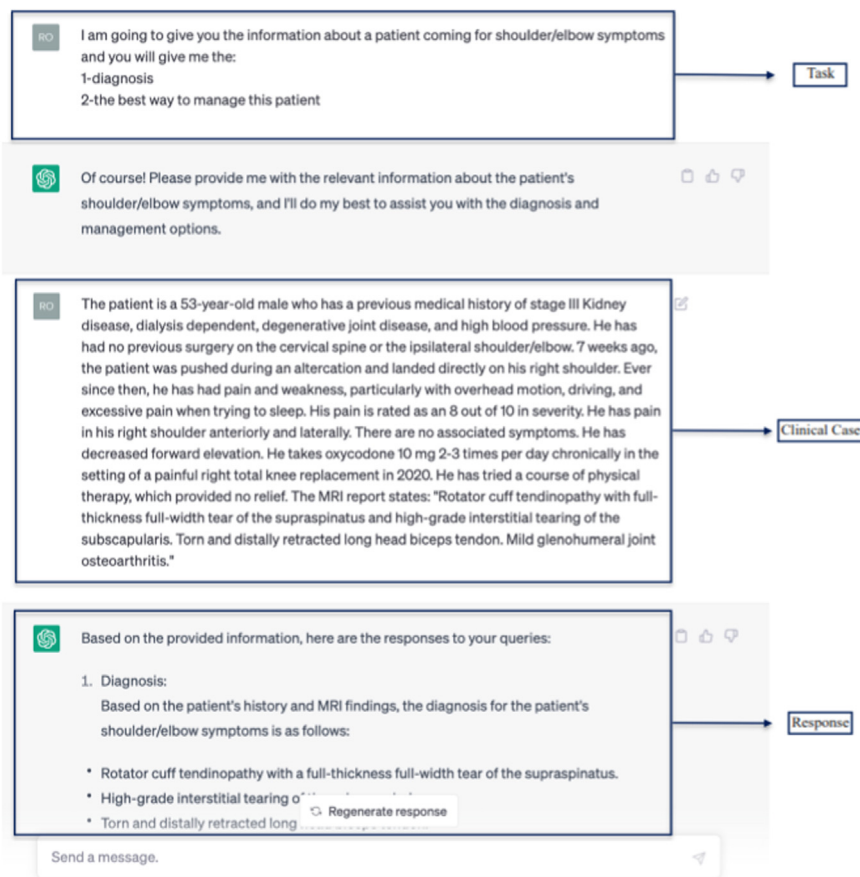 RO
I am going to give you the information about a patient coming for shoulder/elbow symptoms
and you will give me the:
1-diagnosis
2-the best way to manage this patient
Task
Of course! Please provide me with the relevant information about the patient's
shoulder/elbow symptoms, and I'll do my best to assist you with the diagnosis and
management options.
RO
The patient is a 53-year-old male who has a previous medical history of stage III Kidney
disease, dialysis dependent, degenerative joint disease, and high blood pressure. He has
had no previous surgery on the cervical spine or the ipsilateral shoulder/elbow. 7 weeks ago,
the patient was pushed during an altercation and landed directly on his right shoulder. Ever
since then, he has had pain and weakness, particularly with overhead motion, driving, and
excessive pain when trying to sleep. His pain is rated as an 8 out of 10 in severity. He has pain
in his right shoulder anteriorly and laterally. There are no associated symptoms. He has
decreased forward elevation. He takes oxycodone 10 mg 2-3 times per day chronically in the
setting of a painful right total knee replacement in 2020. He has tried a course of physical
therapy, which provided no relief. The MRI report states: "Rotator cuff tendinopathy with full-
thickness full-width tear of the supraspinatus and high-grade interstitial tearing of the
subscapularis. Torn and distally retracted long head biceps tendon. Mild glenohumeral joint
osteoarthritis."
Clinical Case
Based on the provided information, here are the responses to your queries:
1. Diagnosis:
Based on the patient's history and MRI findings, the diagnosis for the patient's
shoulder/elbow symptoms is as follows:
Response
• Rotator cuff tendinopathy with a full-thickness full-width tear of the supraspinatus.
• High-grade interstitial tearing
Regenerate response
• Torn and distally retracted long
Send a message.